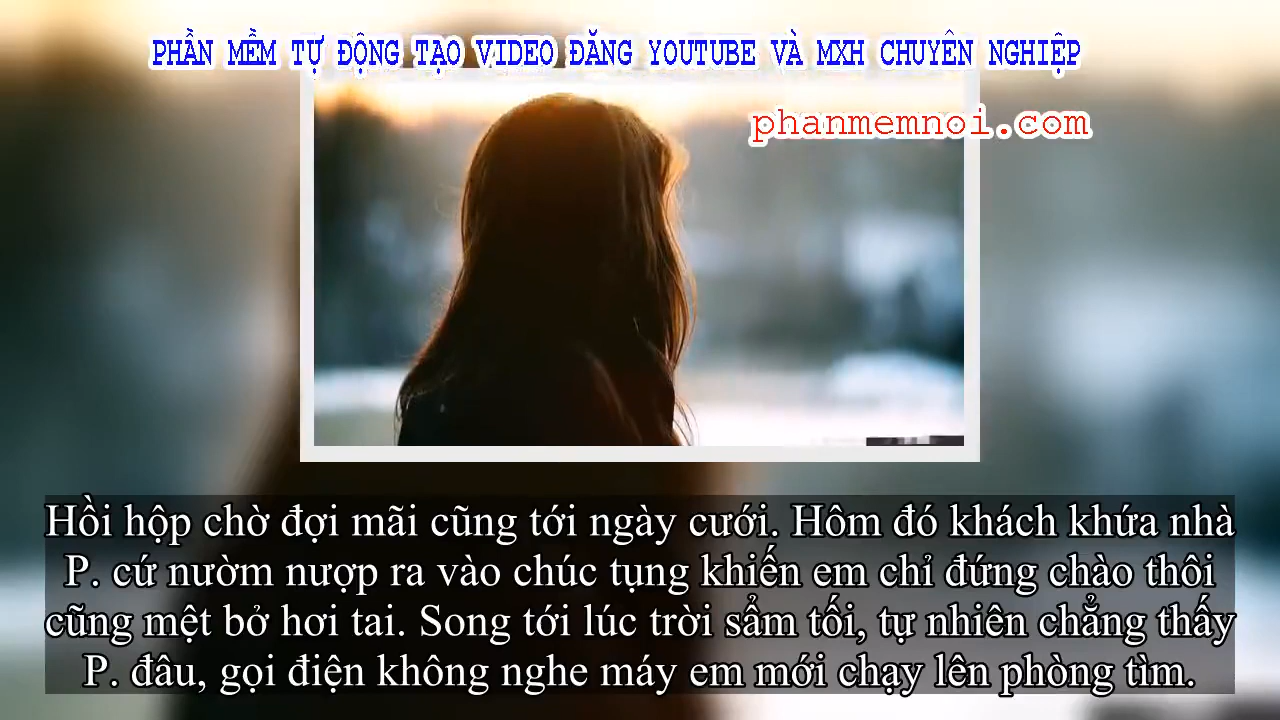 PHẦN MỀM TỰ ĐỘNG TẠO VIDEO ĐĂNG YOUTUBE VÀ MXH CHUYÊN NGHIỆP
phanmemnoi.com
Hồi hộp chờ đợi mãi cũng tới ngày cưới. Hôm đó khách khứa nhà
P. cứ nườm nượp ra vào chúc tụng khiến em chỉ đứng chào thôi
cũng mệt bở hơi tai. Song tới lúc trời sẩm tối, tự nhiên chẳng thấy
P. đâu, gọi điện không nghe máy em mới chạy lên phòng tìm.